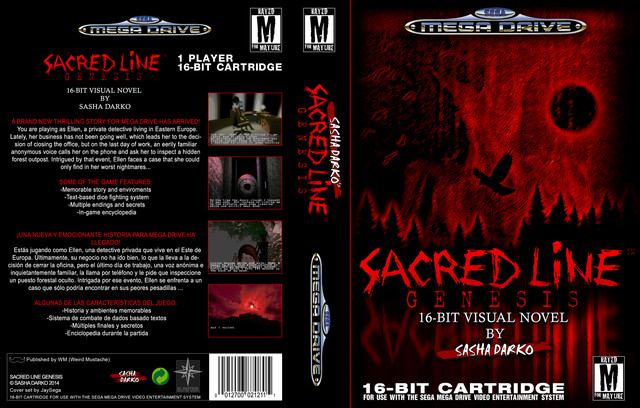 SEGA
MEGA DRIVE
SACRED LINE
GENESIS
16-BIT VISUAL NOVEL
BY
SASHA DARKO
1 PLAYER
16-BIT CARTRIDGE
A BRAND NEW THRILLING STORY FOR MEGA DRIVE HAS ARRIVED!
You are playing as Ellen, a private detective living in Eastern Europe.
Lately, her business has not been going well, which leads her to the deci-
sion of closing the office, but on the last day of work, an eerily familiar
anonymous voice calls her on the phone and ask her to inspect a hidden
forest outpost. Intrigued by that event, Ellen faces a case that she could
only find in her worst nightmares...
SOME OF THE GAME FEATURES:
-Memorable story and enviroments
-Text-based dice fighting system
-Multiple endings and secrets
-In-game encyclopedia
¡UNA NUEVA Y EMOCIONANTE HISTORIA PARA MEGA DRIVE HA
LLEGADO!
Estás jugando como Ellen, una detective privada que vive en el Este de
Europa. Últimamente, su negocio no ha ido bien, lo que la lleva a la de-
cisión de cerrar la oficina, pero el último día de trabajo, una voz anónima e
inquietantemente familiar, la llama por teléfono y le pide que inspeccione
un puesto forestal oculto. Intrigada por ese evento, Ellen se enfrenta a un
caso que sólo podría encontrar en sus peores pesadillas ...
ALGUNAS DE LAS CARACTERÍSTICAS DEL JUEGO:
-Historia y ambientes memorables
-Sistema de combate de dados basado textos
-Múltiples finales y secretos
-Enciclopedia durante la partida
Published by WM (Weird Mustache)
SACRED LINE GENESIS
© SASHA DARKO 2014
Cover set by JaySega
SASHA
DARKO
0 012700 021211
16-BIT CARTRIDGE FOR USE WITH THE SEGA MEGA DRIVE VIDEO ENTERTAINMENT SYSTEM
RAYZD
M
FOR MATURE
SACRED LINE
GENESIS
SASHA DARKO'S
SEGA
MEGA DRIVE
SEGA
MEGA DRIVE
RAYZD
M
FOR MATURE
SACRED LINE
GENESIS
16-BIT VISUAL NOVEL
BY
SASHA DARKO
16-BIT CARTRIDGE
FOR USE WITH THE SEGA MEGA DRIVE VIDEO ENTERTAINMENT SYSTEM
RAYZD
M
FOR MATURE